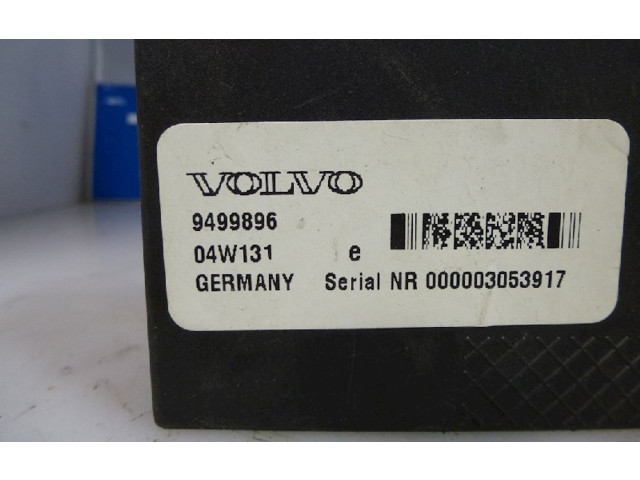 VOLVO
9499896
04W131 e
GERMANY Serial NR 000003053917